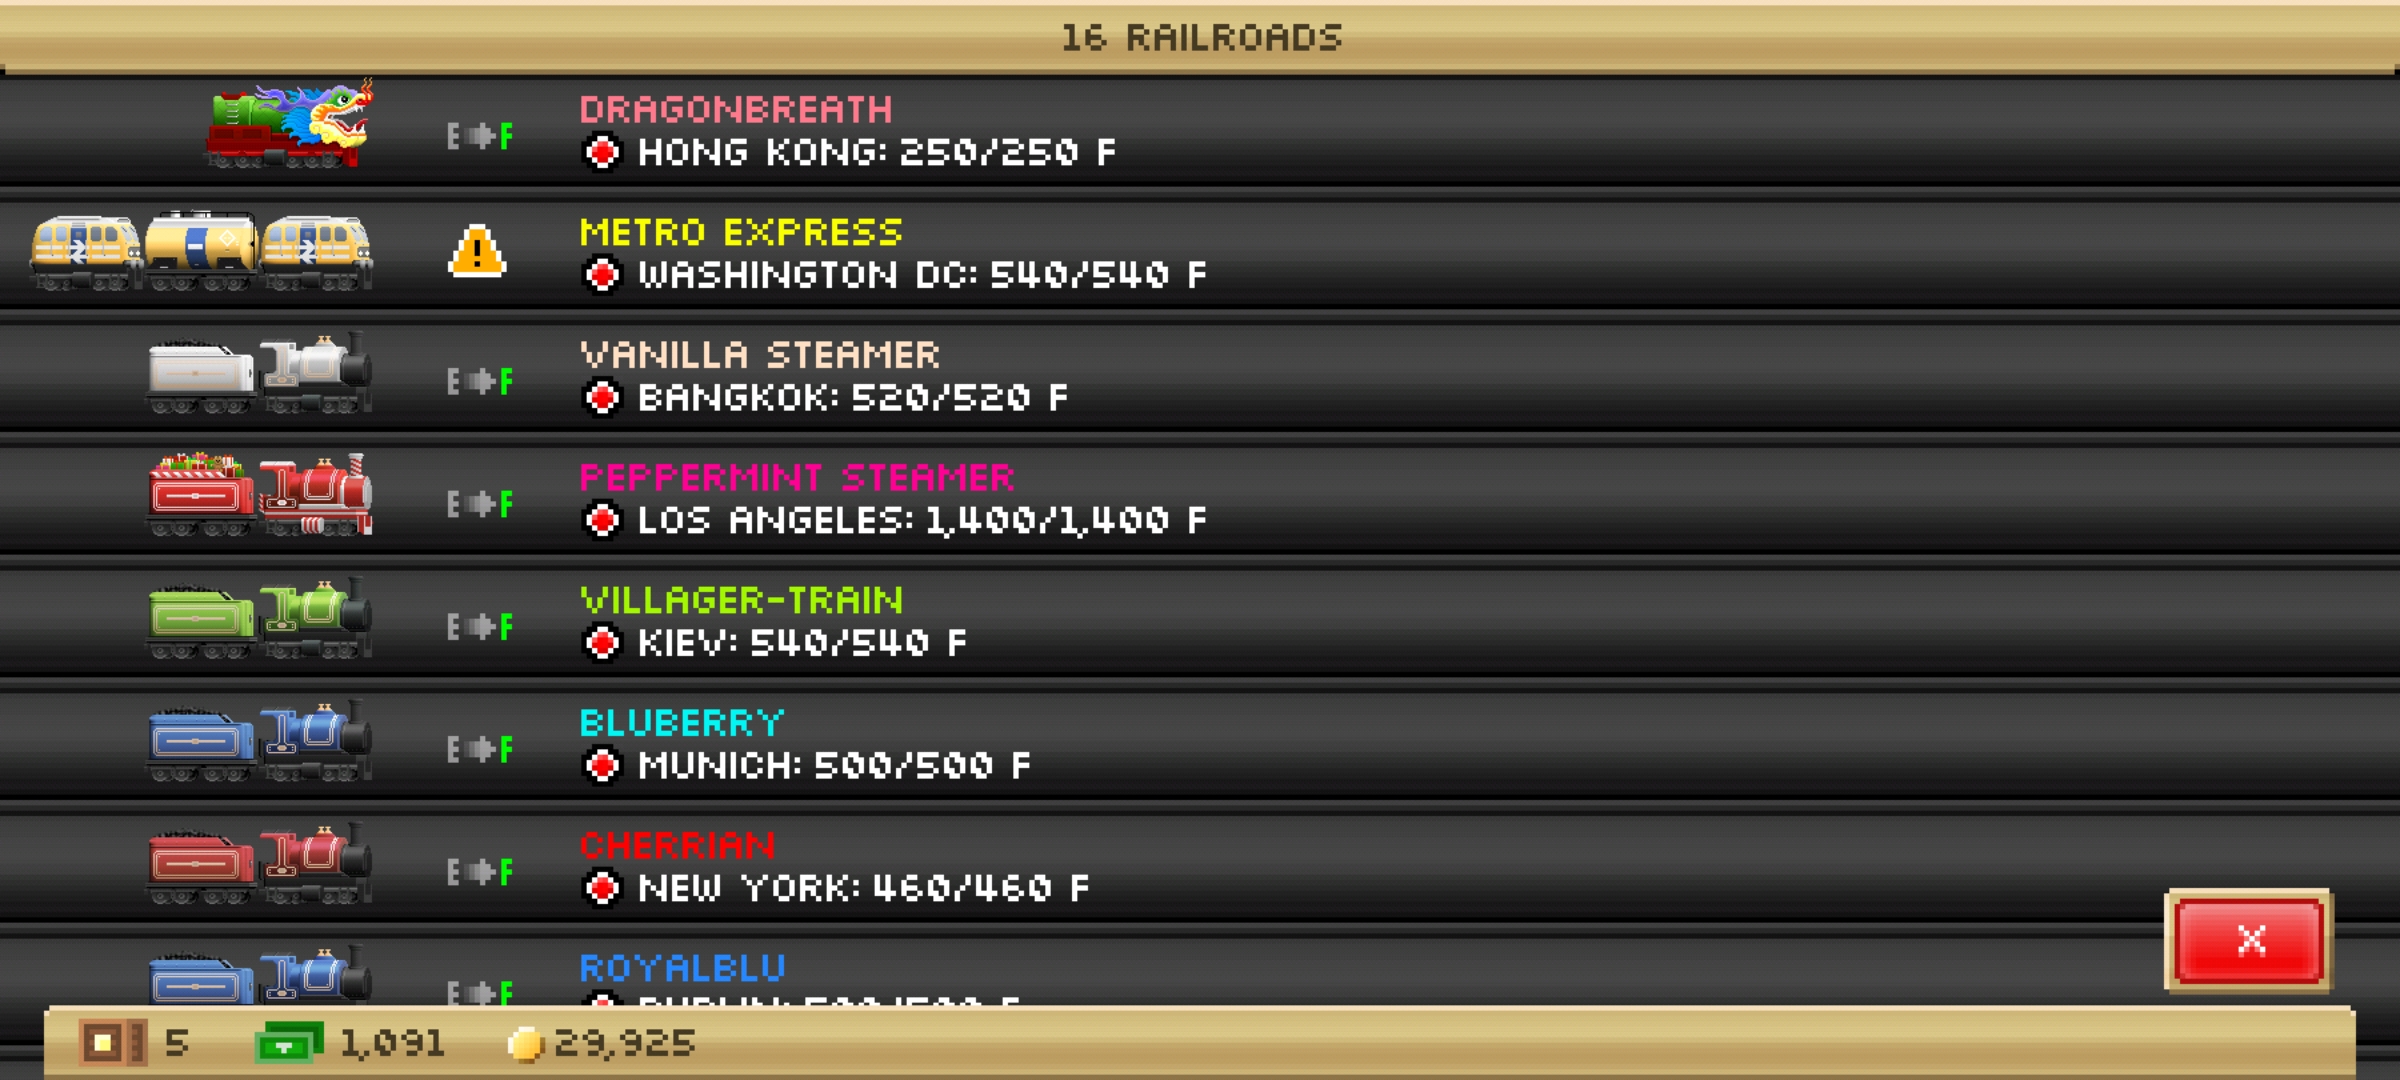 16 RAILROADS
DRAGONBREATH
E F
HONG KONG: 250/250 F
METRO EXPRESS
!
WASHINGTON DC: 540/540 F
VANILLA STEAMER
E F
BANGKOK: 520/520 F
PEPPERMINT STEAMER
E F
LOS ANGELES: 1,400/1,400 F
VILLAGER-TRAIN
E F
KIEV: 540/540 F
BLUBERRY
E F
MUNICH: 500/500 F
CHERRIAN
E F
NEW YORK: 460/460 F
X
ROYALBLU
E F
5 1,091 29,925